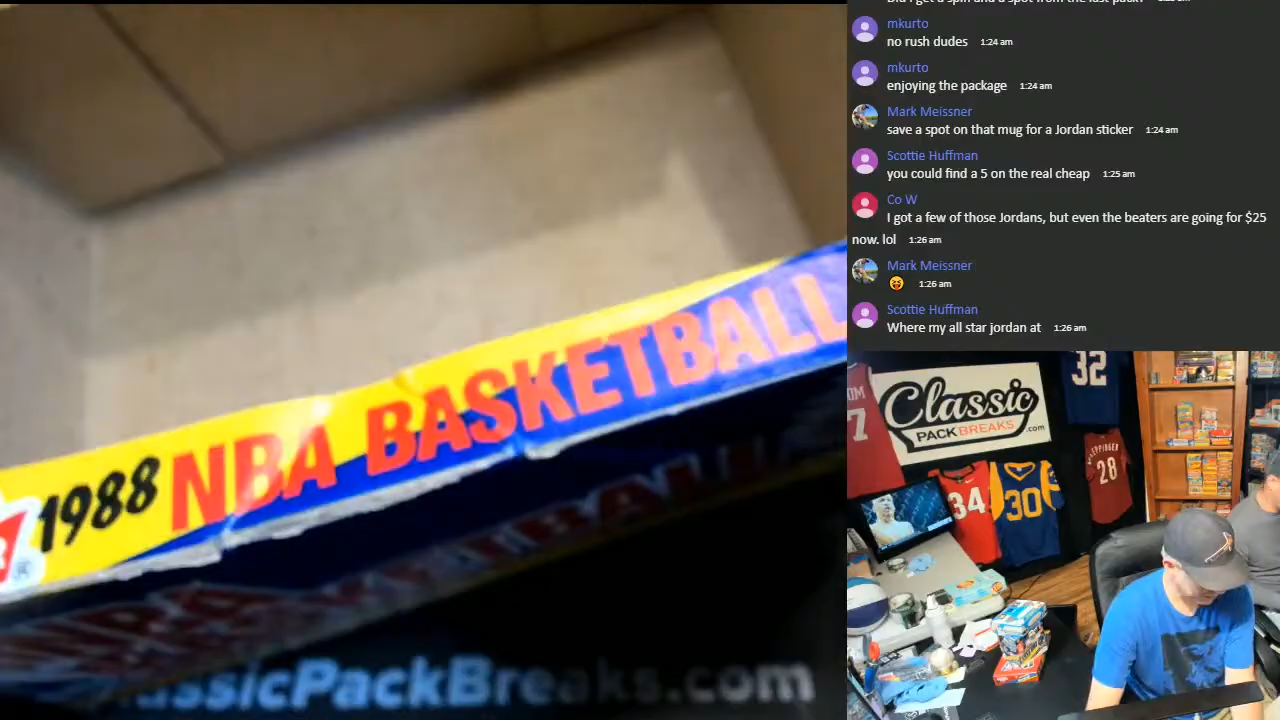 1988 NBA BASKETBALL
ssicPackBreaks.com
mkurto
no rush dudes 1:24 am
mkurto
enjoying the package 1:24 am
Mark Meissner
save a spot on that mug for a Jordan sticker 1:24 am
Scottie Huffman
you could find a 5 on the real cheap 1:25 am
Co W
I got a few of those Jordans, but even the beaters are going for $25
now. lol 1:26 am
Mark Meissner
1:26 am
Scottie Huffman
Where my all star jordan at 1:26 am
Classic
PACKBREAKS.com
32
7
34
30
28